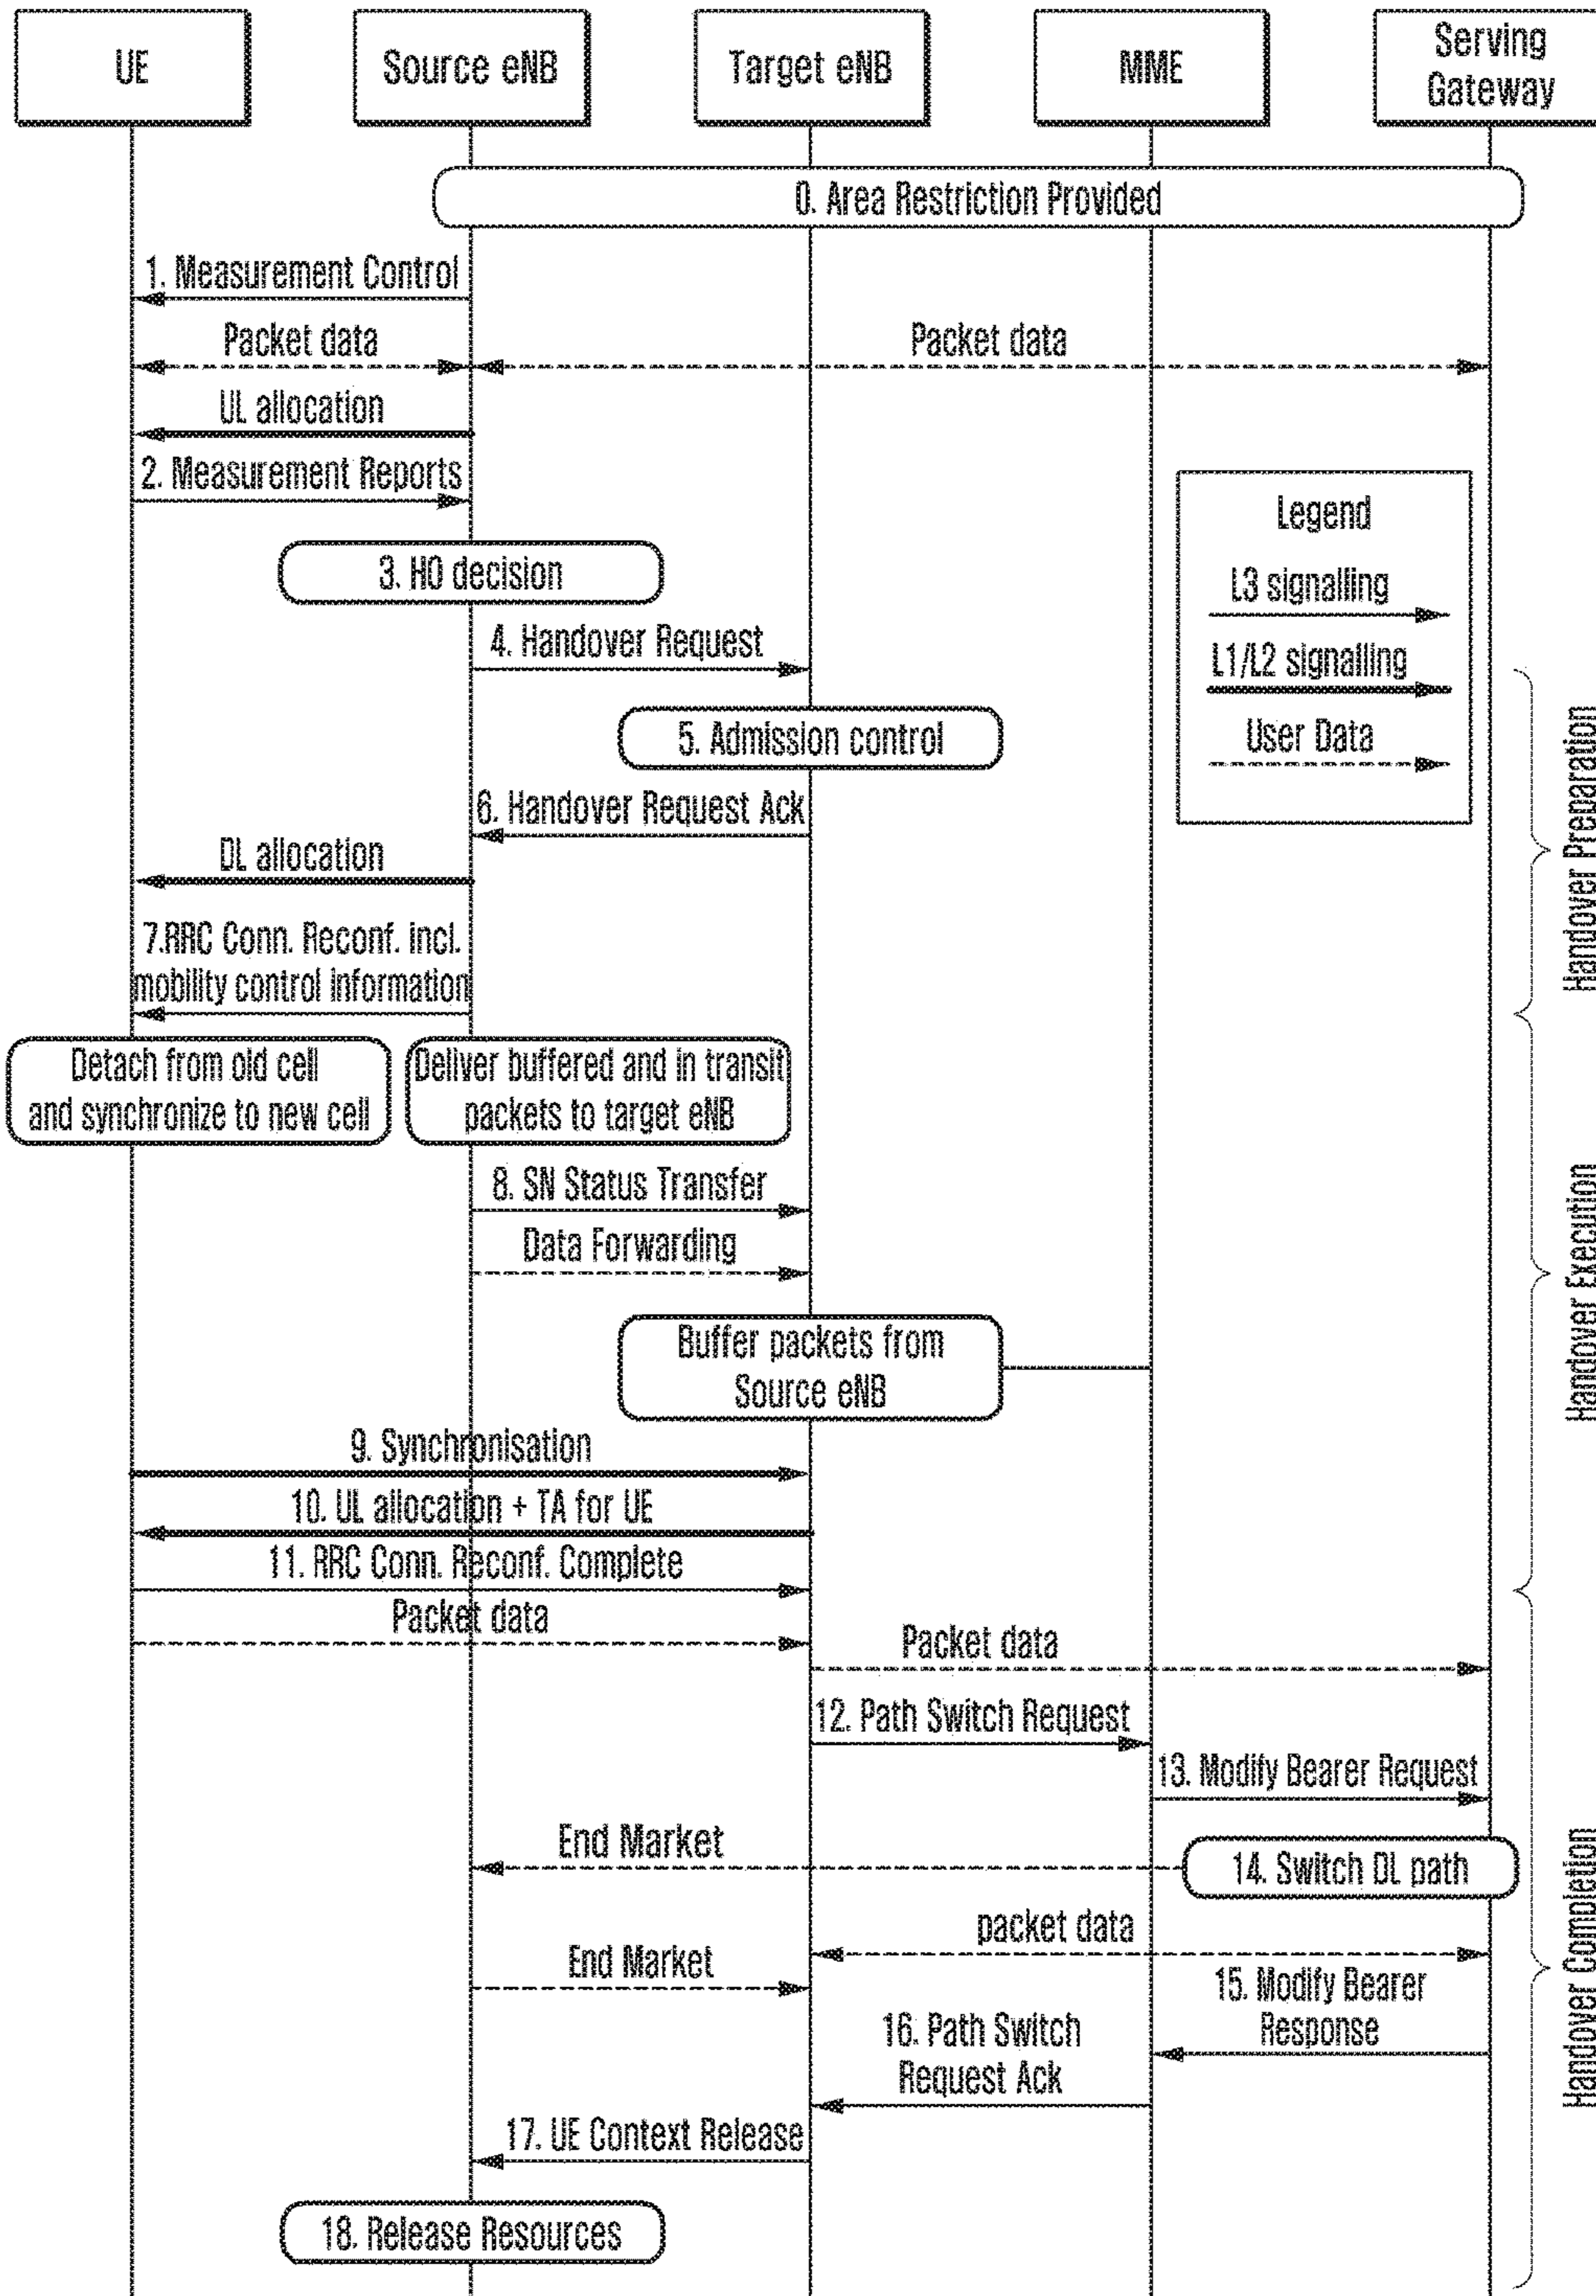 UE
Source eNB
Target eNB
MME
Serving
Gateway
0. Area Restriction Provided
1. Measurement Control
Packet data
Packet data
UL allocation
2. Measurement Reports
Legend
L3 signalling
L1/L2 signalling
User Data
3. HO decision
4. Handover Request
5. Admission control
6. Handover Request Ack
DL allocation
7.RRC Conn. Reconf. incl.
mobility control information
Handover Preparation
Detach from old cell
and synchronize to new cell
Deliver buffered and in transit
packets to target eNB
8. SN Status Transfer
Data Forwarding
Buffer packets from
Source eNB
Handover Execution
9. Synchronisation
10. UL allocation + TA for UE
11. RRC Conn. Reconf. Complete
Packet data
Packet data
12. Path Switch Request
13. Modify Bearer Request
End Market
14. Switch DL path
packet data
End Market
15. Modify Bearer
Response
16. Path Switch
Request Ack
17. UE Context Release
18. Release Resources
Handover Completion